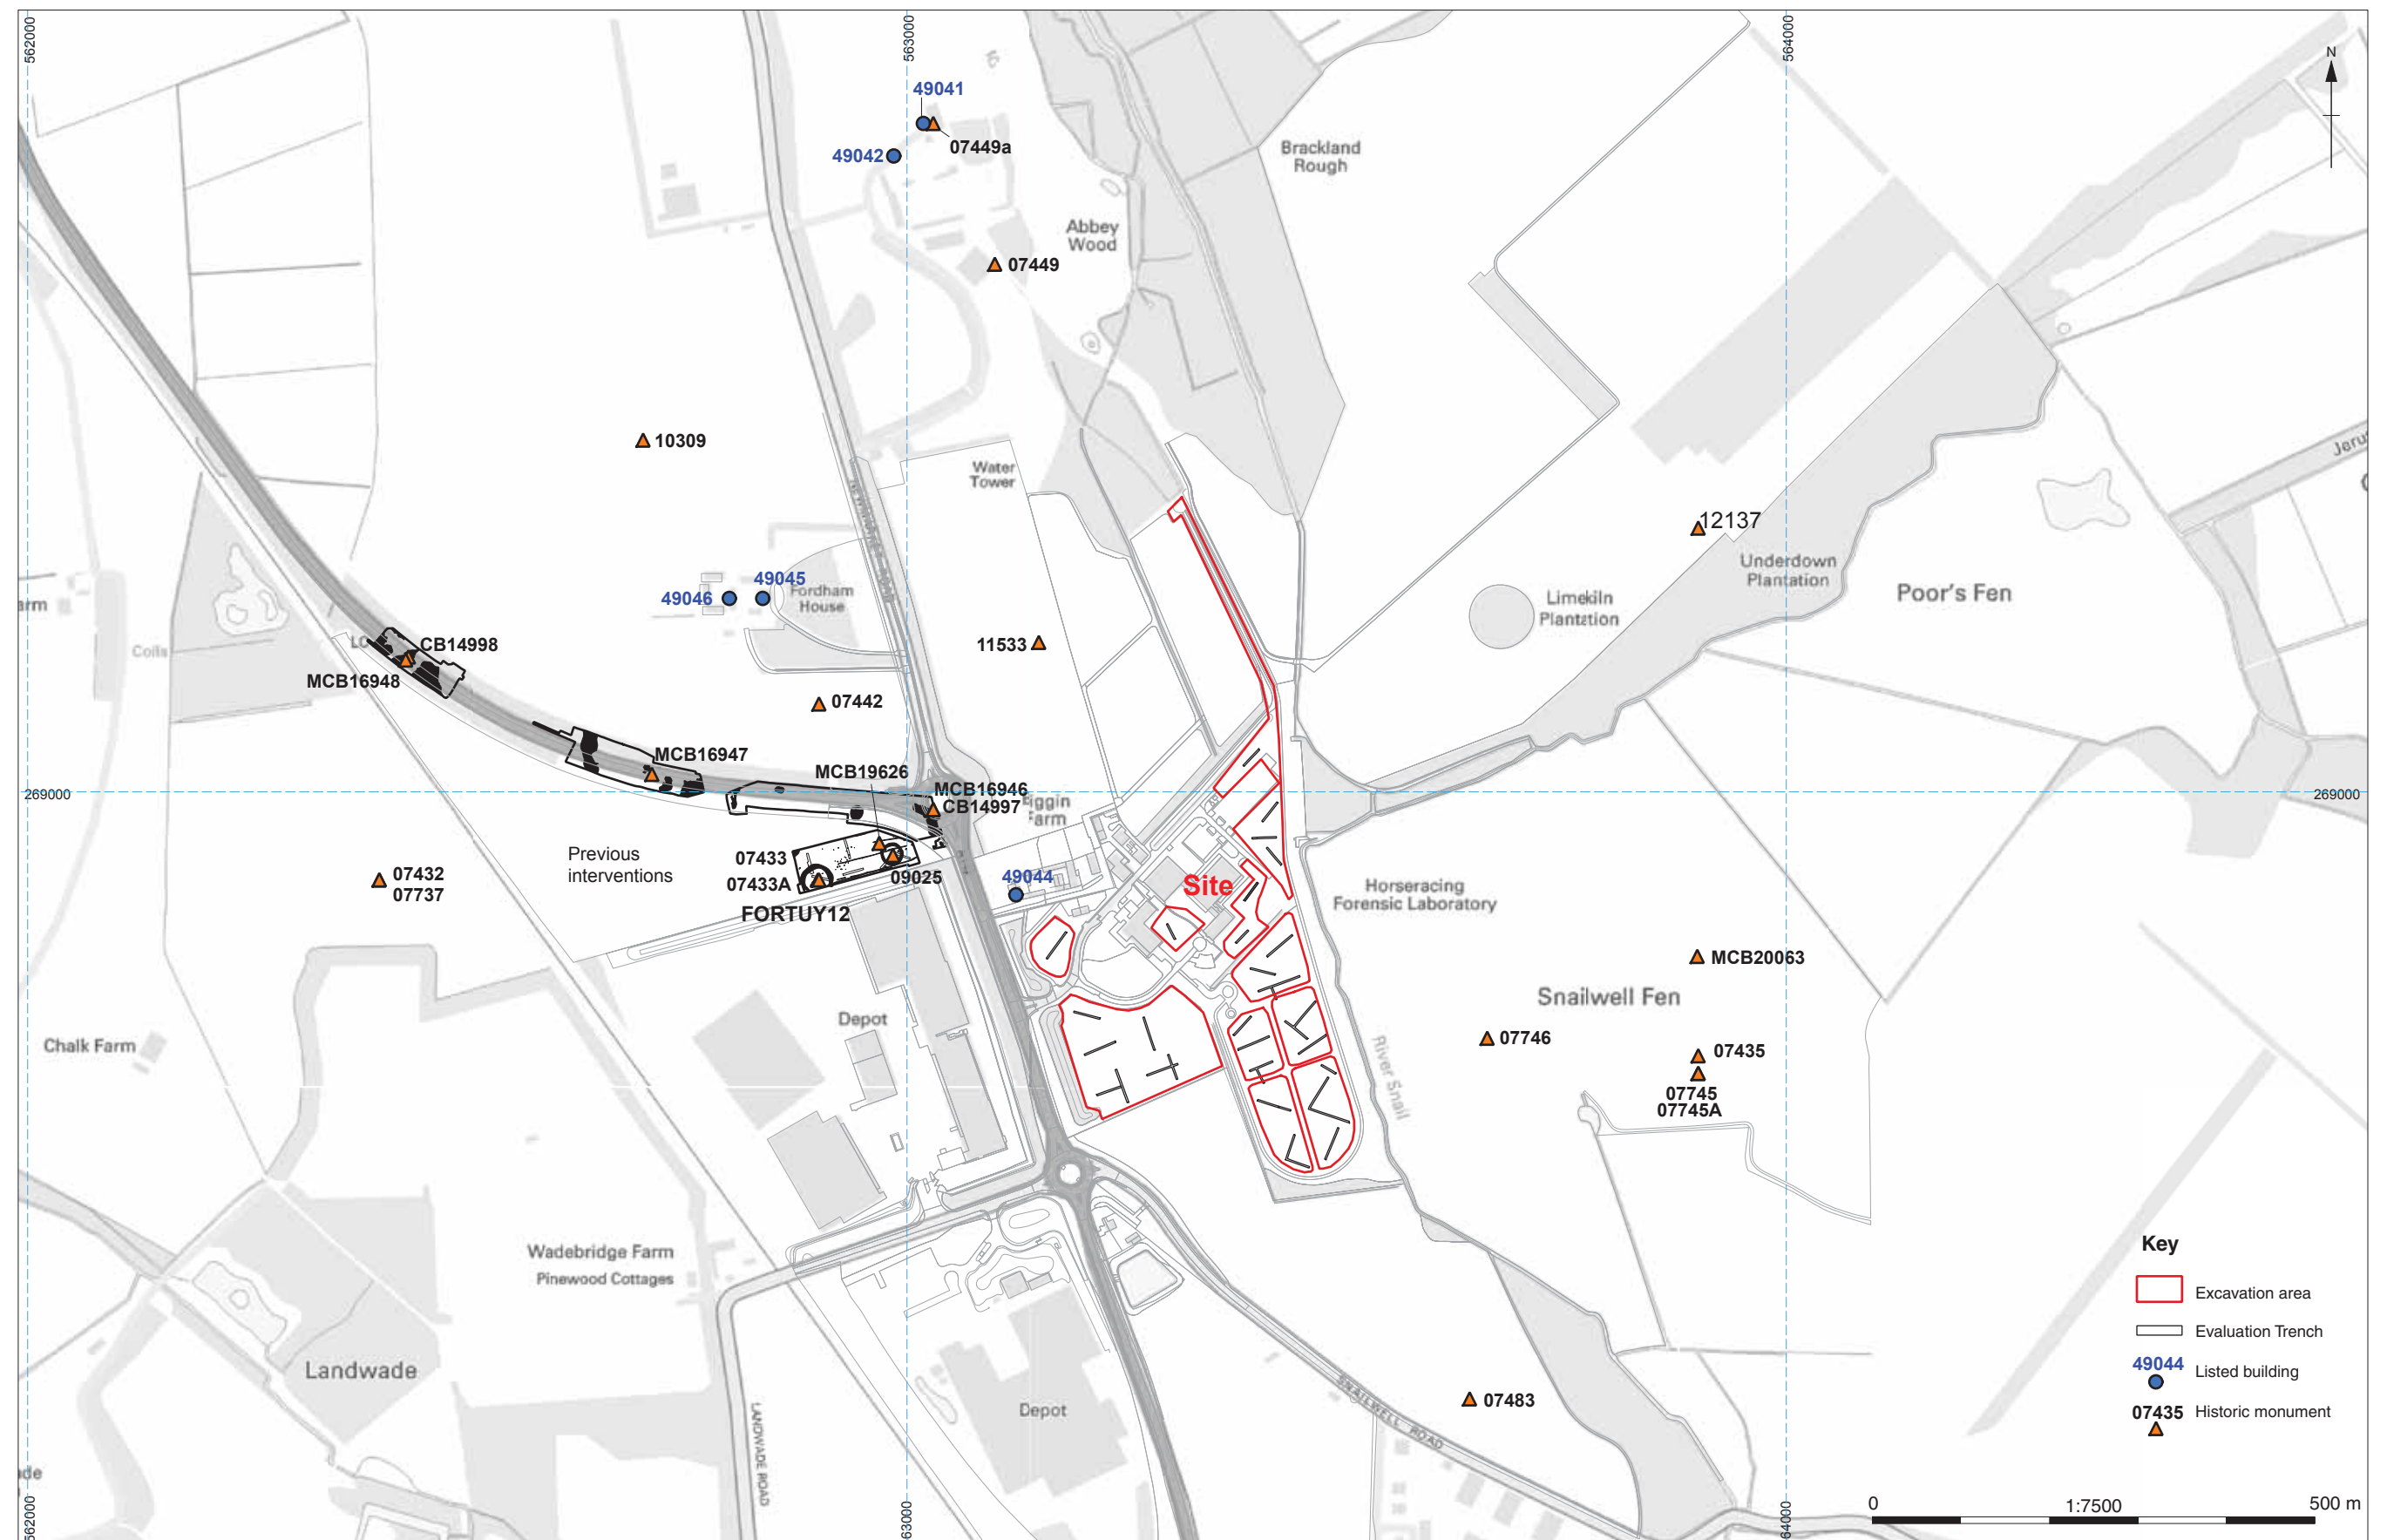 562000
563000
564000
N
49041
07449a
49042
Brackland
Rough
Abbey
Wood
07449
10309
Water
Tower
12137
Underdown
Plantation
Poor's Fen
49045
49046
Fordham
House
Limekiln
Plantation
11533
LC
CB14998
MCB16948
07442
MCB16947
MCB19626
MCB16946
CB14997
269000
269000
Previous
interventions
07433
07433A
09025
FORTUY12
07432
07737
49044
Site
Horseracing
Forensic Laboratory
MCB20063
Snailwell Fen
07746
07435
07745
07745A
River Snail
Depot
Chalk Farm
Wadebridge Farm
Pinewood Cottages
Landwade
LANDWADE ROAD
Depot
07483
SNAILWELL ROAD
Key
Excavation area
Evaluation Trench
49044
Listed building
07435
Historic monument
0
1:7500
500 m